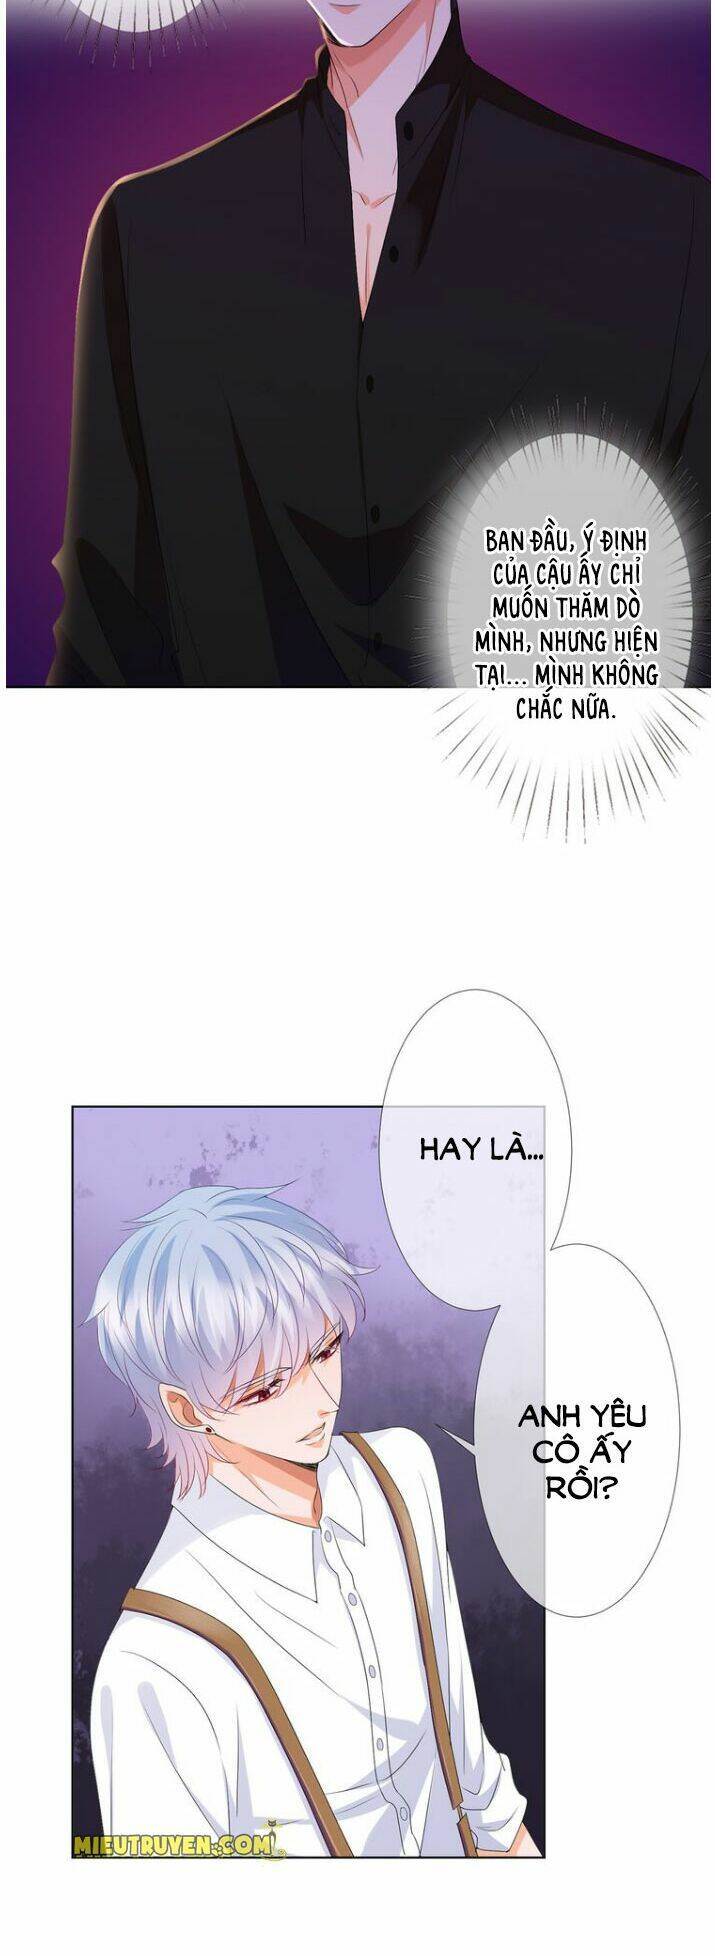 BAN ĐẦU, Ý ĐỊNH
CỦA CẬU ẤY CHỈ
MUỐN THĂM DÒ
MÌNH, NHƯNG HIỆN
TẠI... MÌNH KHÔNG
CHẮC NỮA.
HAY LÀ...
ANH YÊU
CÔ ẤY
RỒI?
MIEUTRUYEN.COM